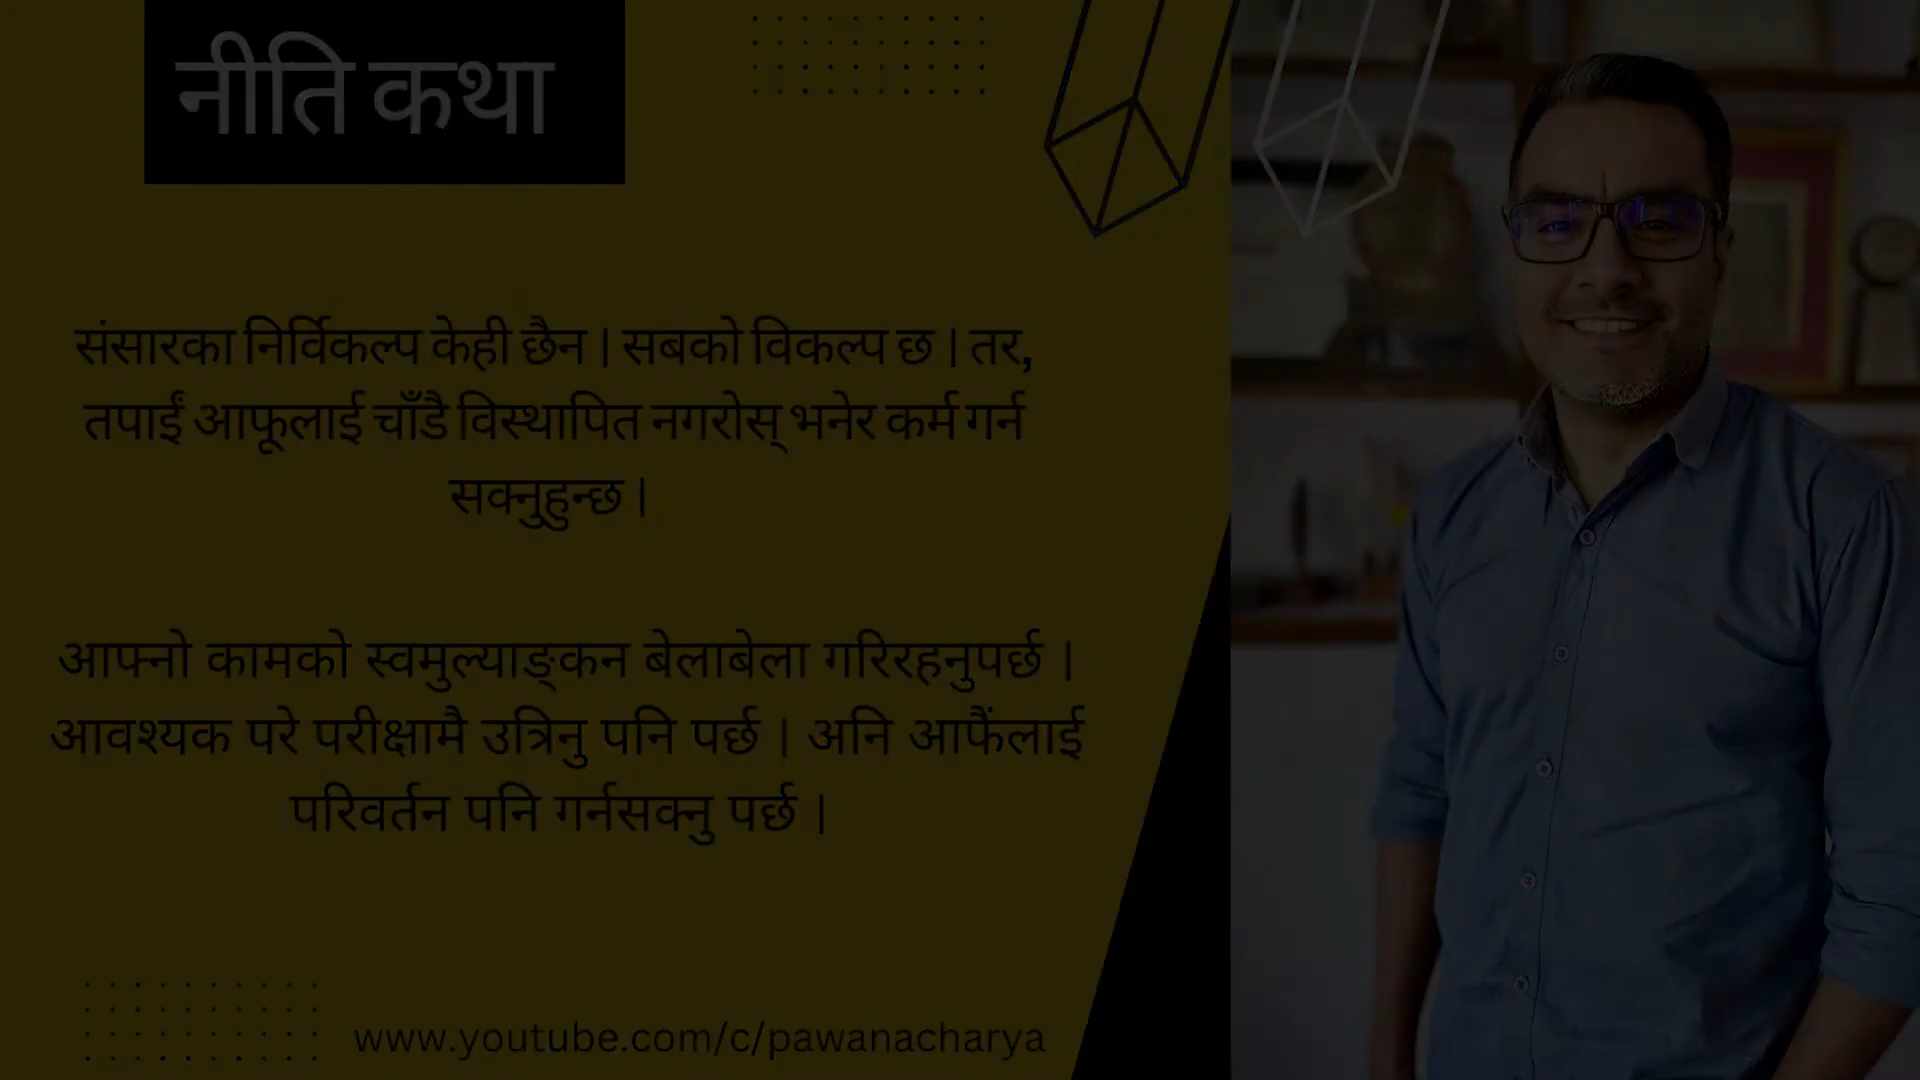 नीति कथा
संसारका निर्विकल्प केही छैन | सबको विकल्प छ | तर,
तपाईं आफूलाई चाँडै विस्थापित नगरोस् भनेर कर्म गर्न
सक्नुहुन्छ |
आफ्नो कामको स्वमुल्याङ्कन बेलाबेला गरिरहनुपर्छ |
आवश्यक परे परीक्षामै उत्रिनु पनि पर्छ | अनि आफैंलाई
परिवर्तन पनि गर्नसक्नु पर्छ |
www.youtube.com/c/pawanacharya